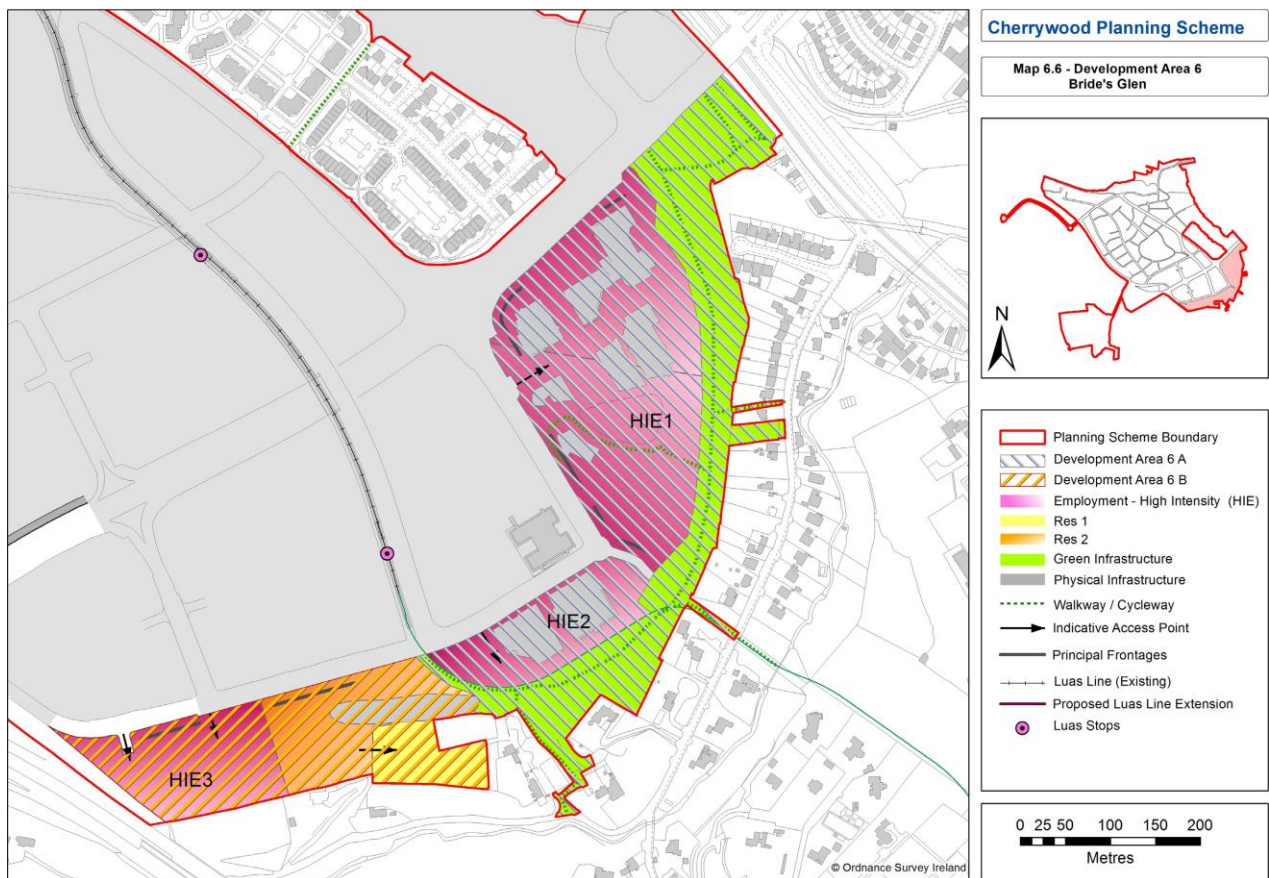 Cherrywood Planning Scheme
Map 6.6 - Development Area 6
Bride's Glen
N
HIE1
HIE2
HIE3
Planning Scheme Boundary
Development Area 6 A
Development Area 6 B
Employment - High Intensity (HIE)
Res 1
Res 2
Green Infrastructure
Physical Infrastructure
Walkway / Cycleway
Indicative Access Point
Principal Frontages
Luas Line (Existing)
Proposed Luas Line Extension
Luas Stops
0 25 50 100 150 200
Metres
© Ordnance Survey Ireland